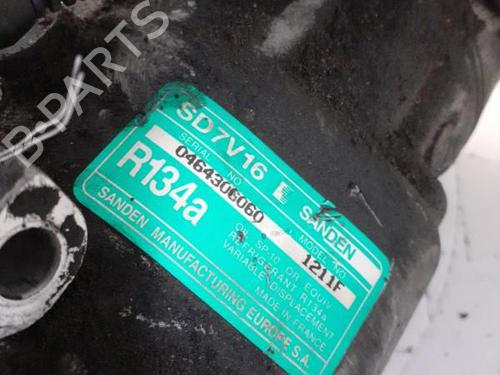 B-PARTS
SD7V16 E SANDEN
SERIAL NO. MODEL NO.
0464306060 1211F
R134a
OIL SP-10 OR EQUIV.
REFRIGERANT R134a
VARIABLE DISPLACEMENT
MADE IN FRANCE
SANDEN MANUFACTURING EUROPE S.A.